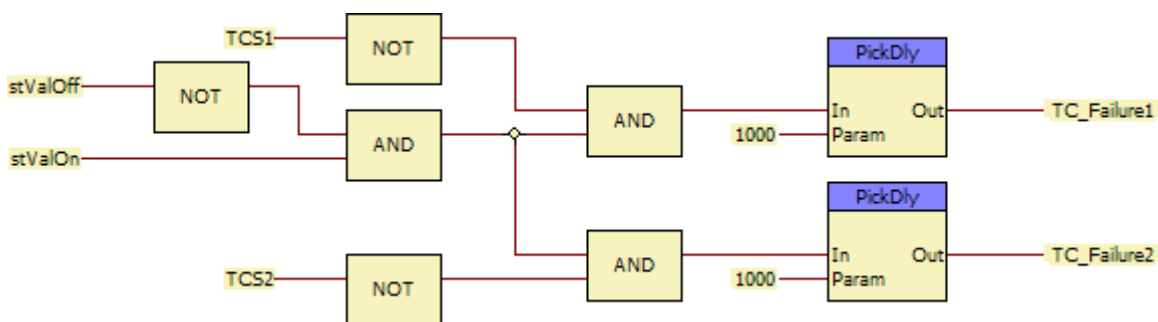 TCS1
NOT
PickDly
stValOff
NOT
In
Out
TC_Failure1
AND
1000
Param
stValOn
AND
PickDly
AND
In
Out
TC_Failure2
TCS2
NOT
1000
Param